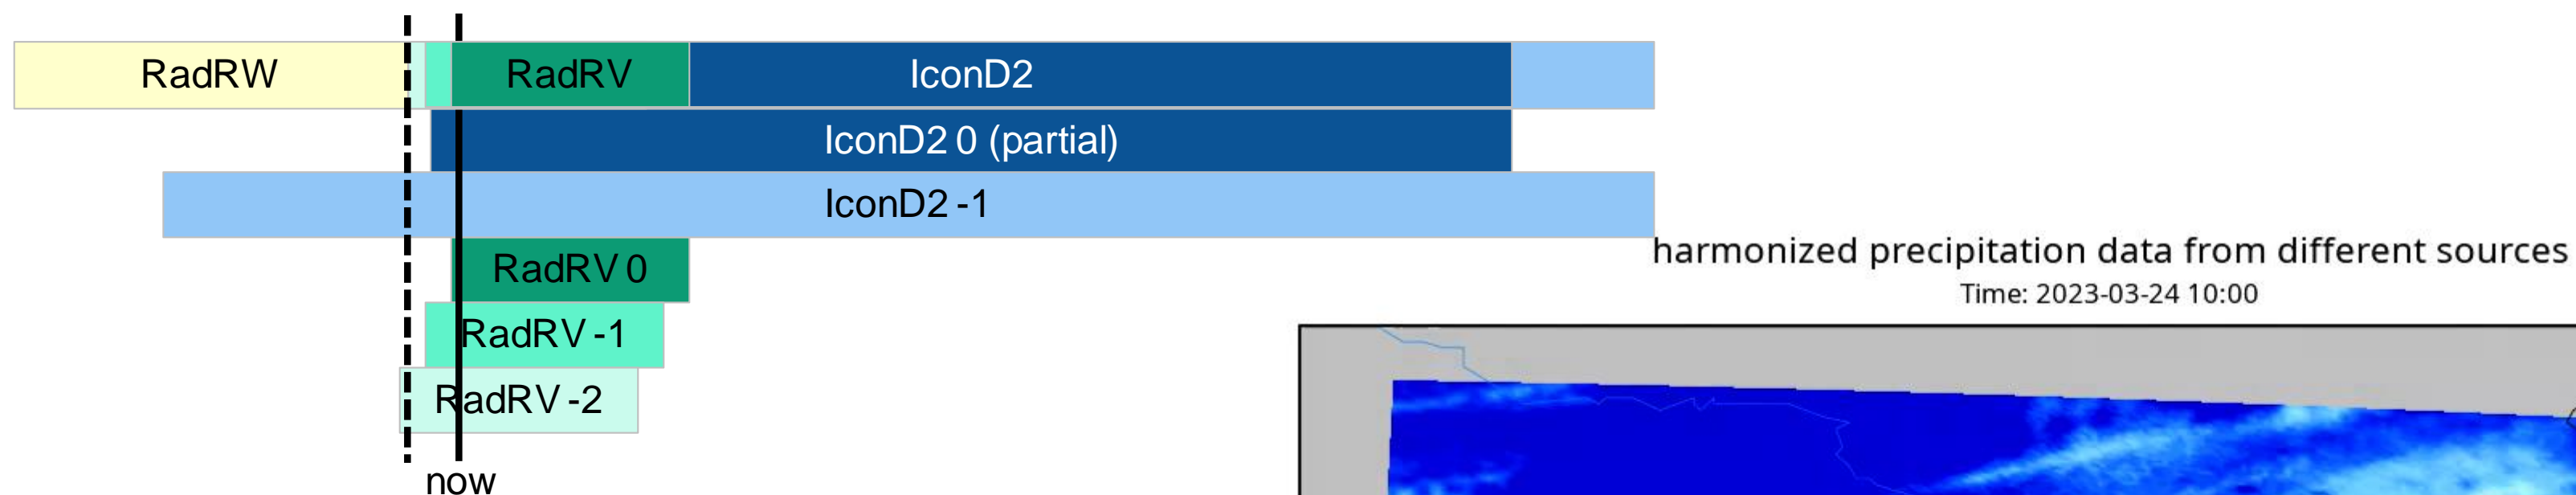 RadRW RadRV IconD2
IconD2 0 (partial)
IconD2 -1
RadRV 0
RadRV -1
RadRV -2
now
harmonized precipitation data from different sources
Time: 2023-03-24 10:00